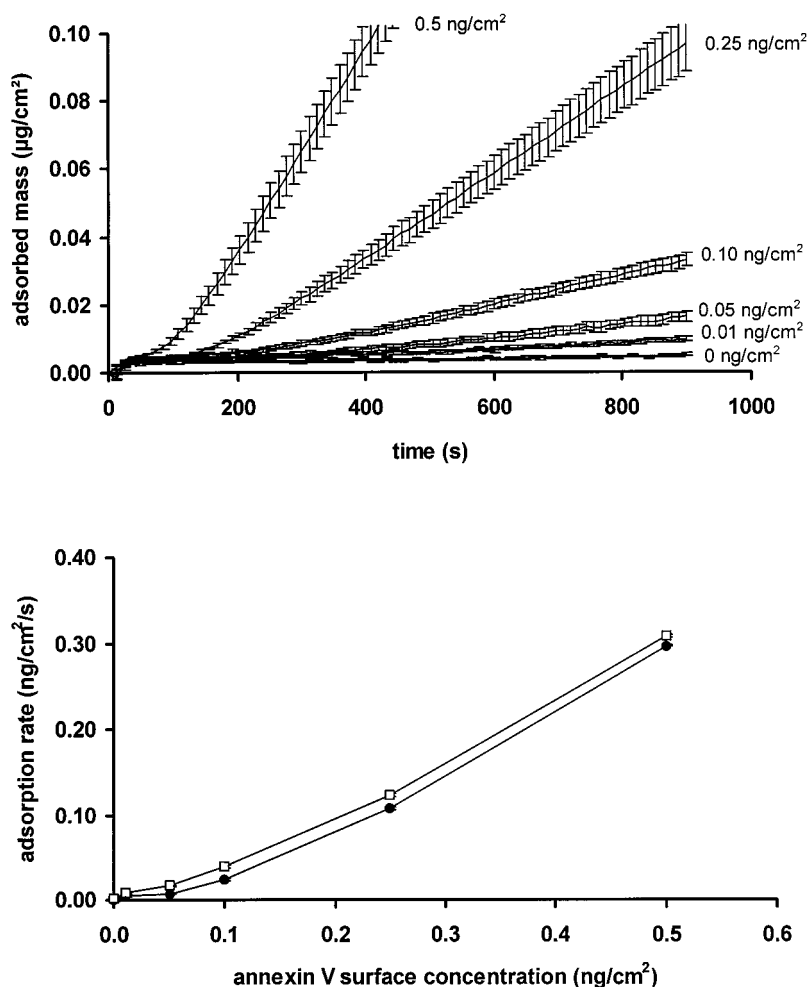 0.5 ng/cm²
0.25 ng/cm²
0.10 ng/cm²
0.05 ng/cm²
0.01 ng/cm²
0 ng/cm²
adsorbed mass (µg/cm²)
0.10
0.08
0.06
0.04
0.02
0.00
0 200 400 600 800 1000
time (s)
adsorption rate (ng/cm²/s)
0.40
0.30
0.20
0.10
0.00
0.0 0.1 0.2 0.3 0.4 0.5 0.6
annexin V surface concentration (ng/cm²)